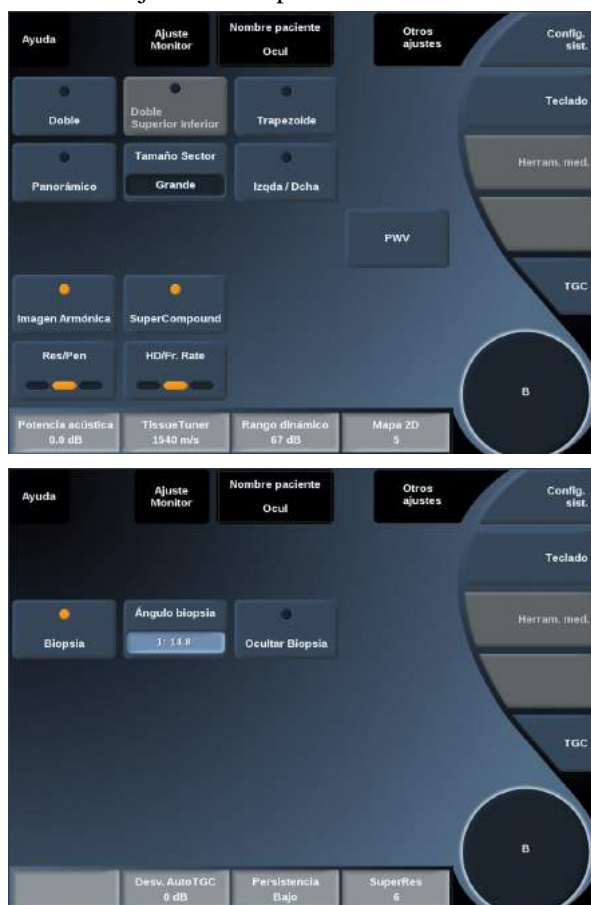 Ayuda
Ajuste
Monitor
Nombre paciente
Ocul
Otros
ajustes
Config.
sist.
Doble
Doble
Superior Inferior
Trapezoide
Teclado
Panorámico
Tamaño Sector
Grande
Izqda / Dcha
Herram. med.
PWV
TGC
Imagen Armónica
SuperCompound
Res/Pen
HD/Fr. Rate
B
Potencia acústica
0.0 dB
TissueTuner
1540 m/s
Rango dinámico
67 dB
Mapa 2D
5
Ayuda
Ajuste
Monitor
Nombre paciente
Ocul
Otros
ajustes
Config.
sist.
Teclado
Biopsia
Ángulo biopsia
1: 13.8
Ocultar Biopsia
Herram. med.
TGC
B
Desv. AutoTGC
0 dB
Persistencia
Bajo
SuperRes
6